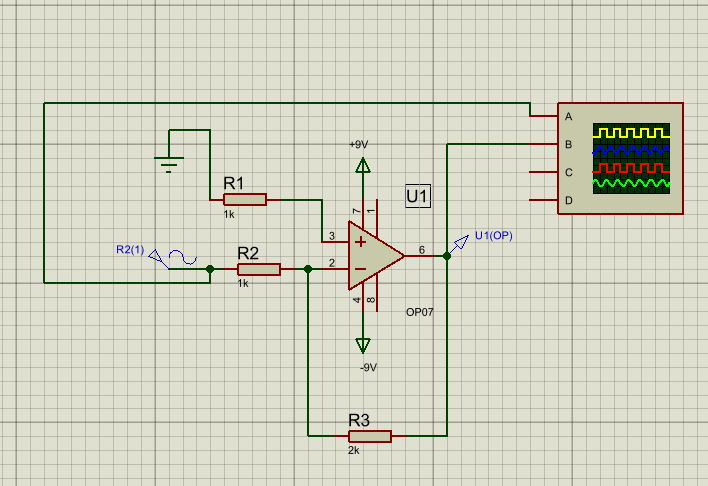 A
+9V
B
R1
U1
C
1k
7
1
D
3
R2(1)
R2
6
U1(OP)
2
1k
4
8
OP07
-9V
R3
2k